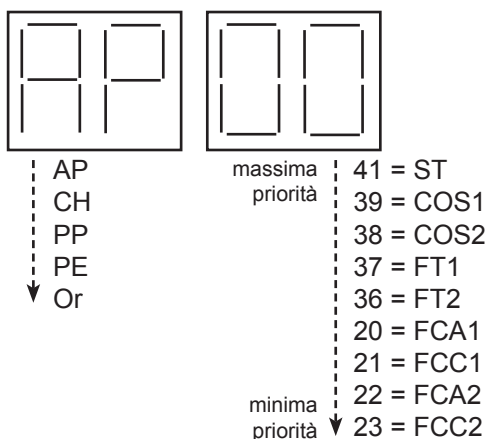 AP 00
AP
CH
PP
PE
Or
massima
priorità
41 = ST
39 = COS1
38 = COS2
37 = FT1
36 = FT2
20 = FCA1
21 = FCC1
22 = FCA2
23 = FCC2
minima
priorità